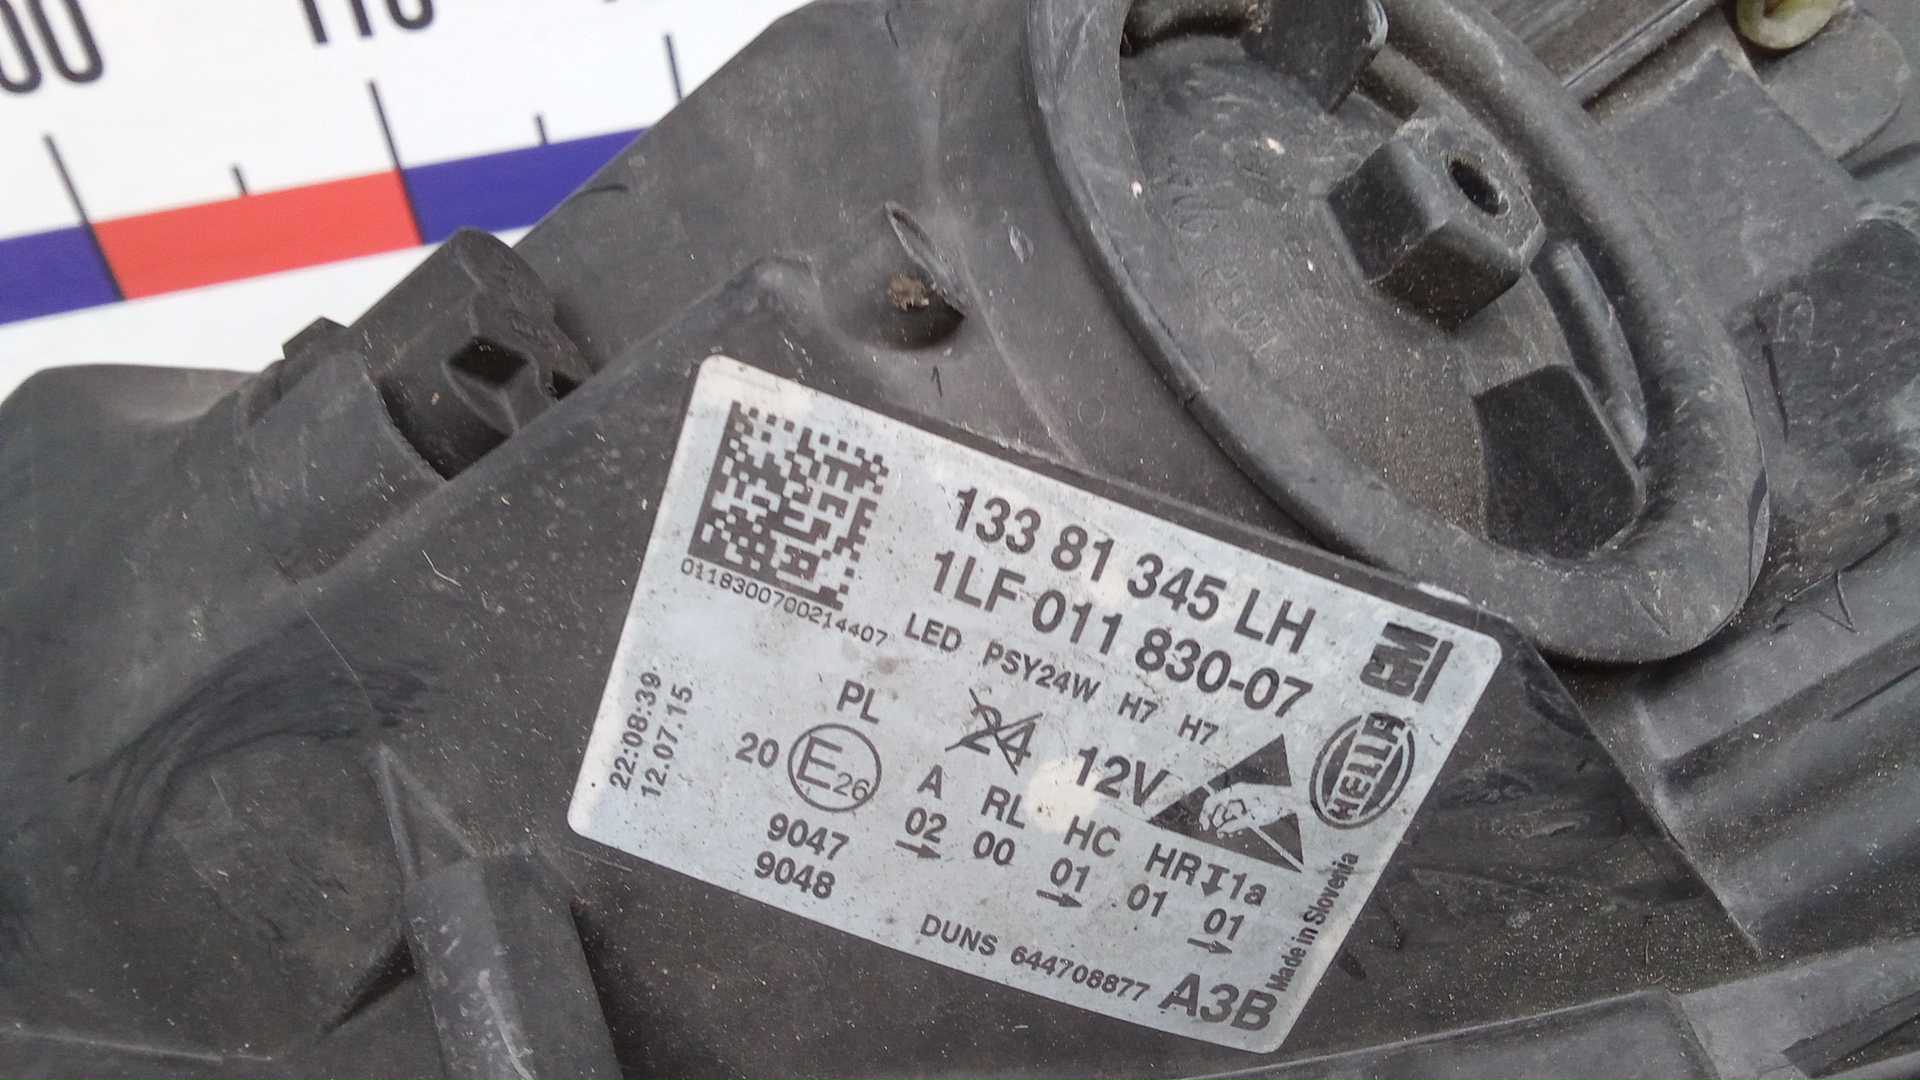 133 81 345 LH
1LF 011 830-07
GM
0118300700214407
LED PSY24W H7 H7
HELLA
22:08:39
12.07.15
PL
24 12V
20 E26
A RL HC HR↧1a
02 00 01 01 01
→ → →
9047
9048
DUNS 644708877 A3B
Made in Slovenia
1